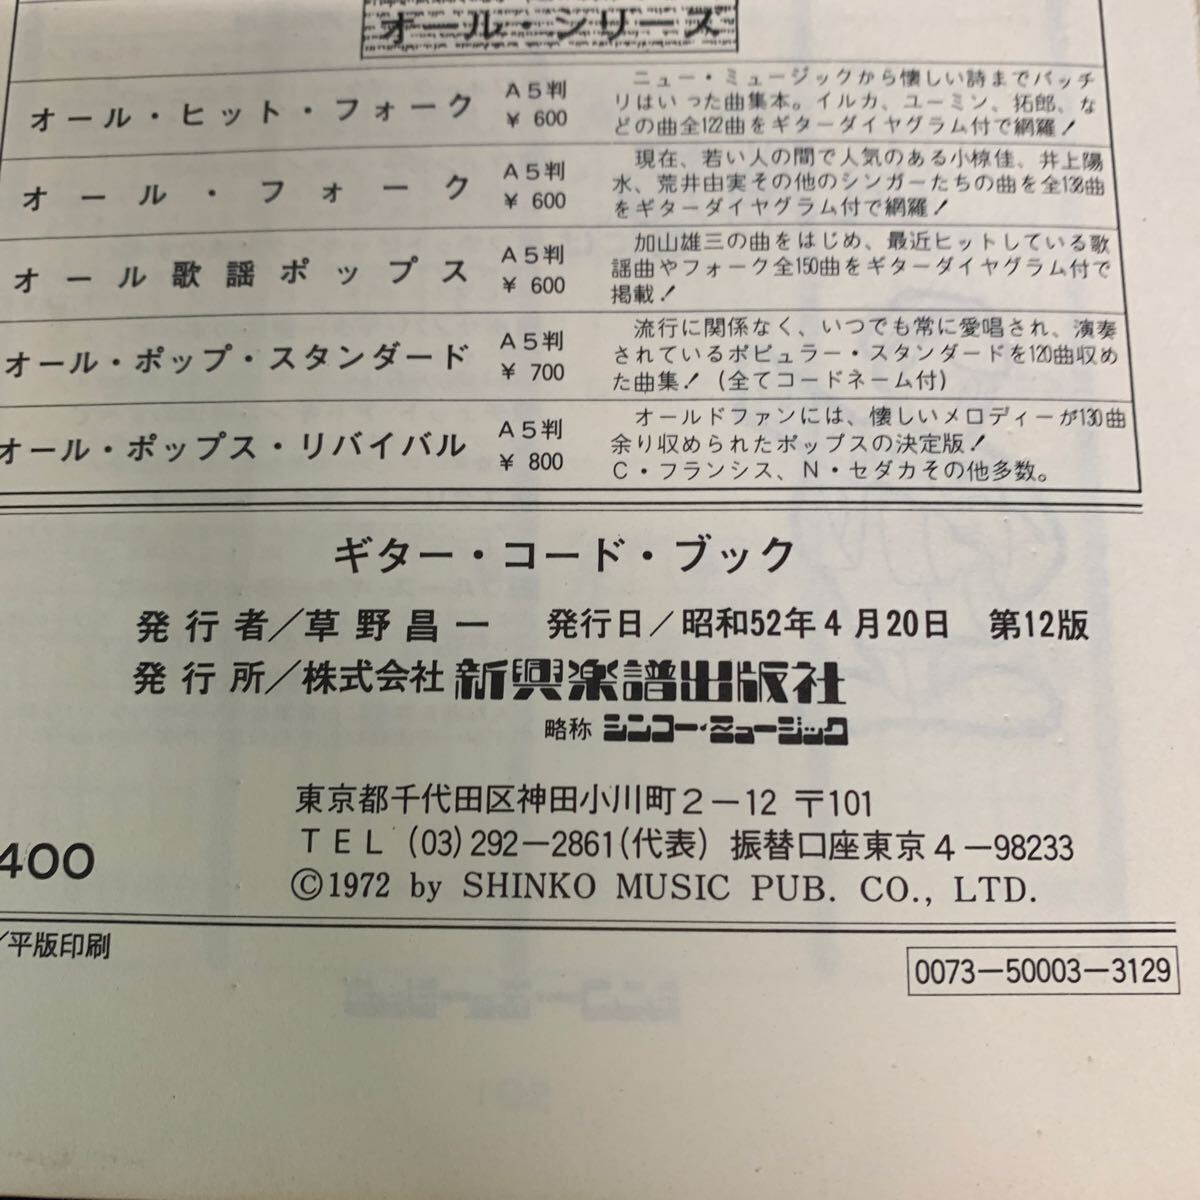 オール・シリーズ
オール・ヒット・フォーク
A5判
¥ 600
ニュー・ミュージックから懐しい詩までバッチ
リはいった曲集本。イルカ、ユーミン、拓郎、な
どの曲全122曲をギターダイヤグラム付で網羅!
オール・フォーク
A5判
¥ 600
現在、若い人の間で人気のある小椋佳、井上陽
水、荒井由実その他のシンガーたちの曲を全138曲
をギターダイヤグラム付で網羅!
オール歌謡ポップス
A5判
¥ 600
加山雄三の曲をはじめ、最近ヒットしている歌
謡曲やフォーク全150曲をギターダイヤグラム付で
掲載!
オール・ポップ・スタンダード
A5判
¥ 700
流行に関係なく、いつでも常に愛唱され、演奏
されているポピュラー・スタンダードを120曲収め
た曲集!(全てコードネーム付)
オール・ポップス・リバイバル
A5判
¥ 800
オールドファンには、懐しいメロディーが130曲
余り収められたポップスの決定版!
C・フランシス、N・セダカその他多数。
ギター・コード・ブック
発行者/草野昌一 発行日/昭和52年4月20日 第12版
発行所/株式会社 新興楽譜出版社
略称 シンコー・ミュージック
東京都千代田区神田小川町2-12 〒101
TEL (03)292-2861(代表) 振替口座東京4-98233
400
©1972 by SHINKO MUSIC PUB. CO., LTD.
/平版印刷
0073-50003-3129